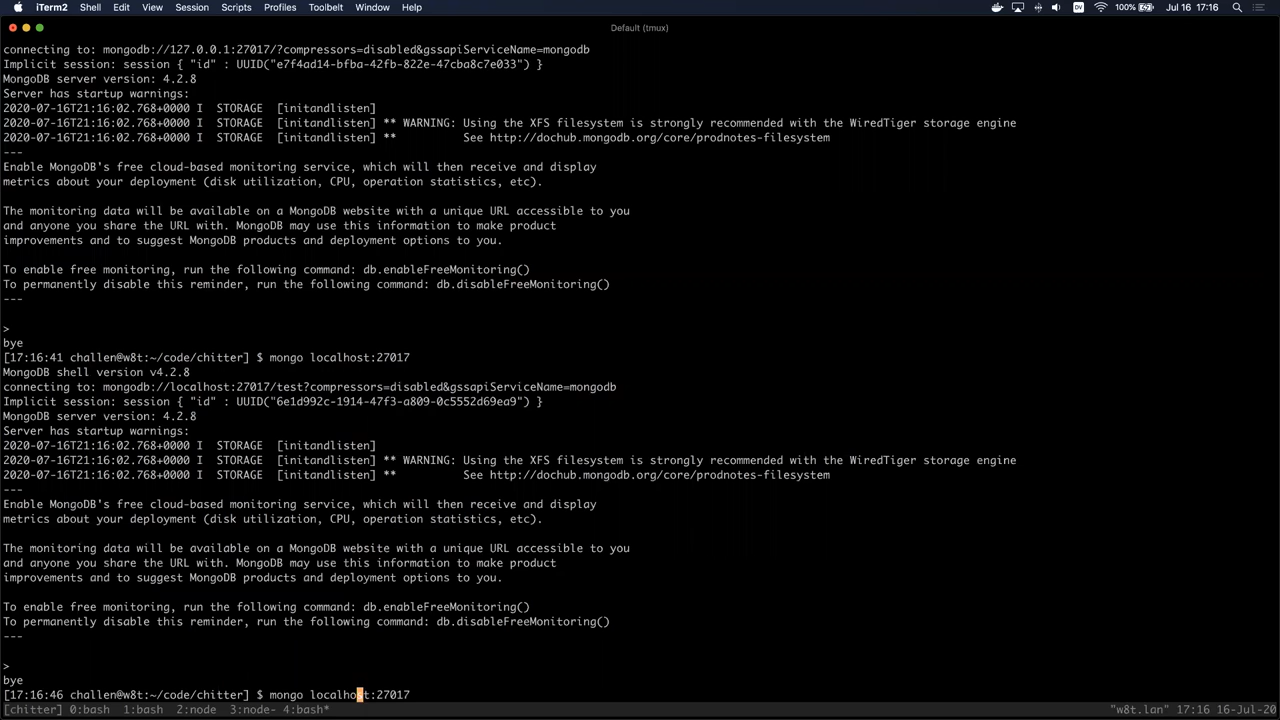 iTerm2 Shell Edit View Session Scripts Profiles Toolbelt Window Help 100% Jul 16 17:16
Default (tmux)
connecting to: mongodb://127.0.0.1:27017/?compressors=disabled&gssapiServiceName=mongodb
Implicit session: session { "id" : UUID("e7f4ad14-bfba-42fb-822e-47cba8c7e033") }
MongoDB server version: 4.2.8
Server has startup warnings:
2020-07-16T21:16:02.768+0000 I  STORAGE  [initandlisten]
2020-07-16T21:16:02.768+0000 I  STORAGE  [initandlisten] ** WARNING: Using the XFS filesystem is strongly recommended with the WiredTiger storage engine
2020-07-16T21:16:02.768+0000 I  STORAGE  [initandlisten] **          See http://dochub.mongodb.org/core/prodnotes-filesystem
---
Enable MongoDB's free cloud-based monitoring service, which will then receive and display
metrics about your deployment (disk utilization, CPU, operation statistics, etc).
The monitoring data will be available on a MongoDB website with a unique URL accessible to you
and anyone you share the URL with. MongoDB may use this information to make product
improvements and to suggest MongoDB products and deployment options to you.
To enable free monitoring, run the following command: db.enableFreeMonitoring()
To permanently disable this reminder, run the following command: db.disableFreeMonitoring()
---
>
bye
[17:16:41 challen@w8t:~/code/chitter] $ mongo localhost:27017
MongoDB shell version v4.2.8
connecting to: mongodb://localhost:27017/test?compressors=disabled&gssapiServiceName=mongodb
Implicit session: session { "id" : UUID("6e1d992c-1914-47f3-a809-0c5552d69ea9") }
MongoDB server version: 4.2.8
Server has startup warnings:
2020-07-16T21:16:02.768+0000 I  STORAGE  [initandlisten]
2020-07-16T21:16:02.768+0000 I  STORAGE  [initandlisten] ** WARNING: Using the XFS filesystem is strongly recommended with the WiredTiger storage engine
2020-07-16T21:16:02.768+0000 I  STORAGE  [initandlisten] **          See http://dochub.mongodb.org/core/prodnotes-filesystem
---
Enable MongoDB's free cloud-based monitoring service, which will then receive and display
metrics about your deployment (disk utilization, CPU, operation statistics, etc).
The monitoring data will be available on a MongoDB website with a unique URL accessible to you
and anyone you share the URL with. MongoDB may use this information to make product
improvements and to suggest MongoDB products and deployment options to you.
To enable free monitoring, run the following command: db.enableFreeMonitoring()
To permanently disable this reminder, run the following command: db.disableFreeMonitoring()
---
>
bye
[17:16:46 challen@w8t:~/code/chitter] $ mongo localhost:27017
[chitter] 0:bash  1:bash  2:node  3:node- 4:bash* "w8t.lan" 17:16 16-Jul-20